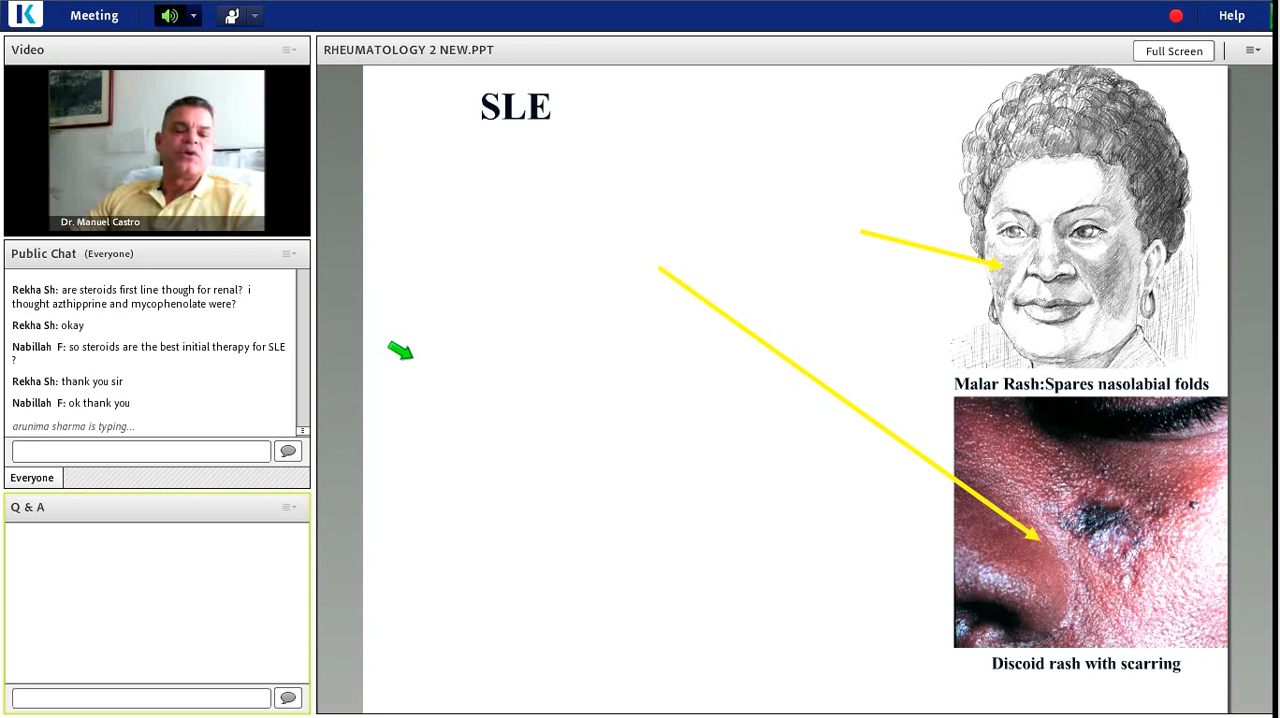 K Meeting
Help
Video
Dr. Manuel Castro
Public Chat (Everyone)
Rekha Sh: are steroids first line though for renal? i
thought azthipprine and mycophenolate were?
Rekha Sh: okay
Nabillah F: so steroids are the best initial therapy for SLE
?
Rekha Sh: thank you sir
Nabillah F: ok thank you
arunima sharma is typing...
Everyone
Q & A
RHEUMATOLOGY 2 NEW.PPT
Full Screen
SLE
Malar Rash:Spares nasolabial folds
Discoid rash with scarring